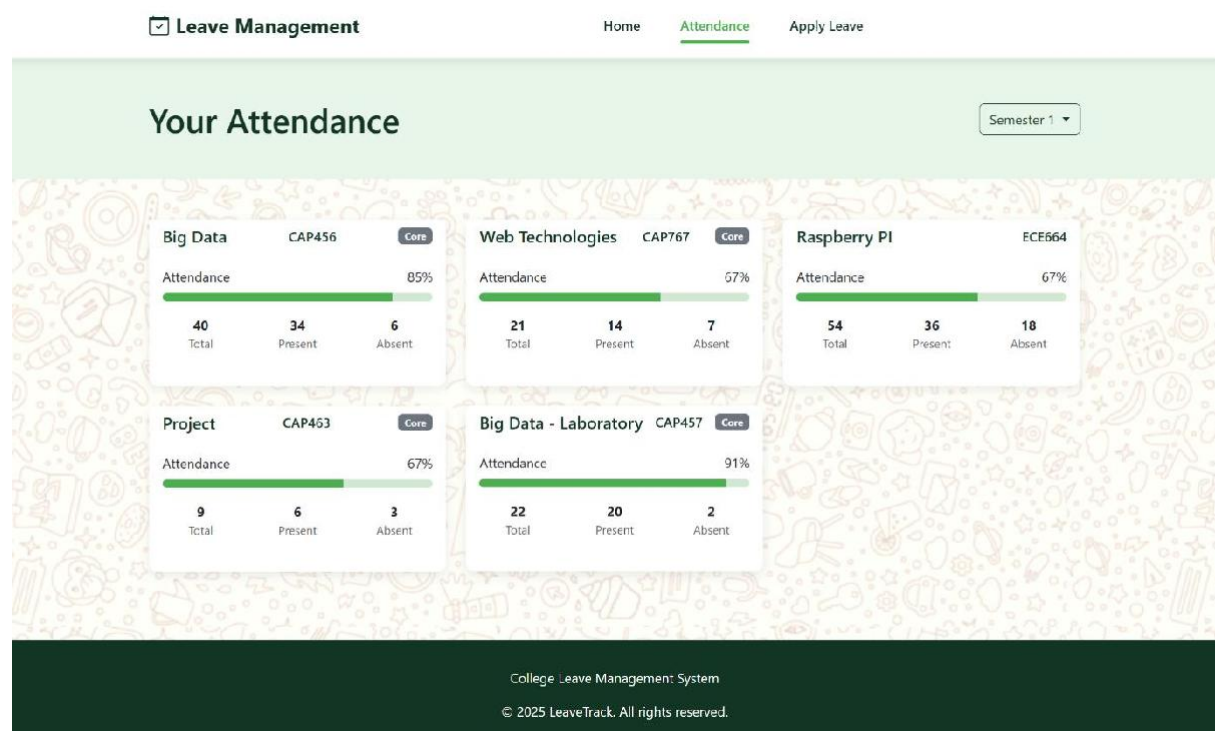 Leave Management Home Attendance Apply Leave
Your Attendance Semester 1
Big Data CAP456 Core
Attendance 85%
40 34 6
Total Present Absent
Web Technologies CAP767 Core
Attendance 67%
21 14 7
Total Present Absent
Raspberry PI ECE664
Attendance 67%
54 36 18
Total Present Absent
Project CAP463 Core
Attendance 67%
9 6 3
Total Present Absent
Big Data - Laboratory CAP457 Core
Attendance 91%
22 20 2
Total Present Absent
College Leave Management System
© 2025 LeaveTrack. All rights reserved.